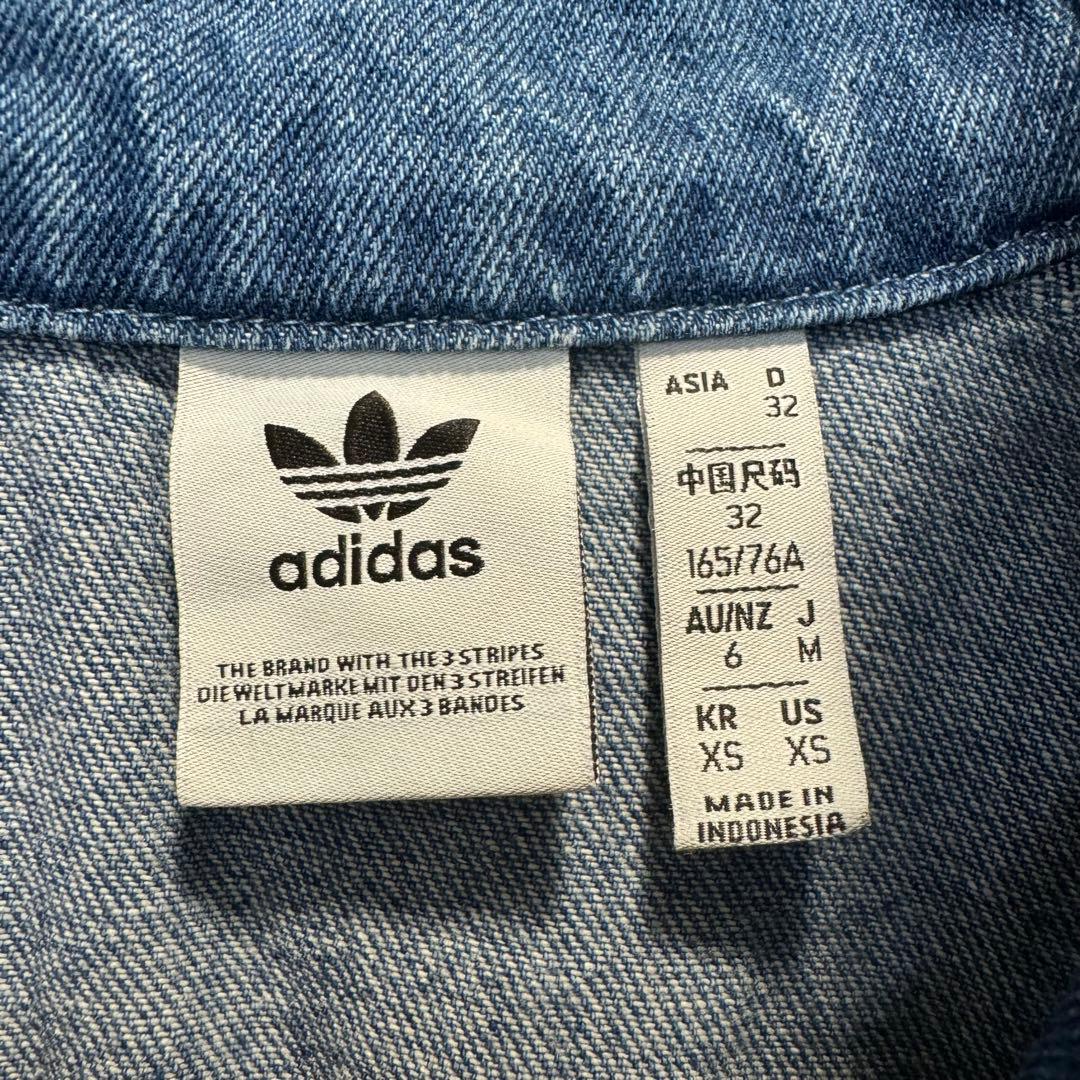 adidas
THE BRAND WITH THE 3 STRIPES
DIE WELTMARKE MIT DEN 3 STREIFEN
LA MARQUE AUX 3 BANDES
ASIA D
32
中国尺码
32
165/76A
AU/NZ J
6 M
KR US
XS XS
MADE IN
INDONESIA